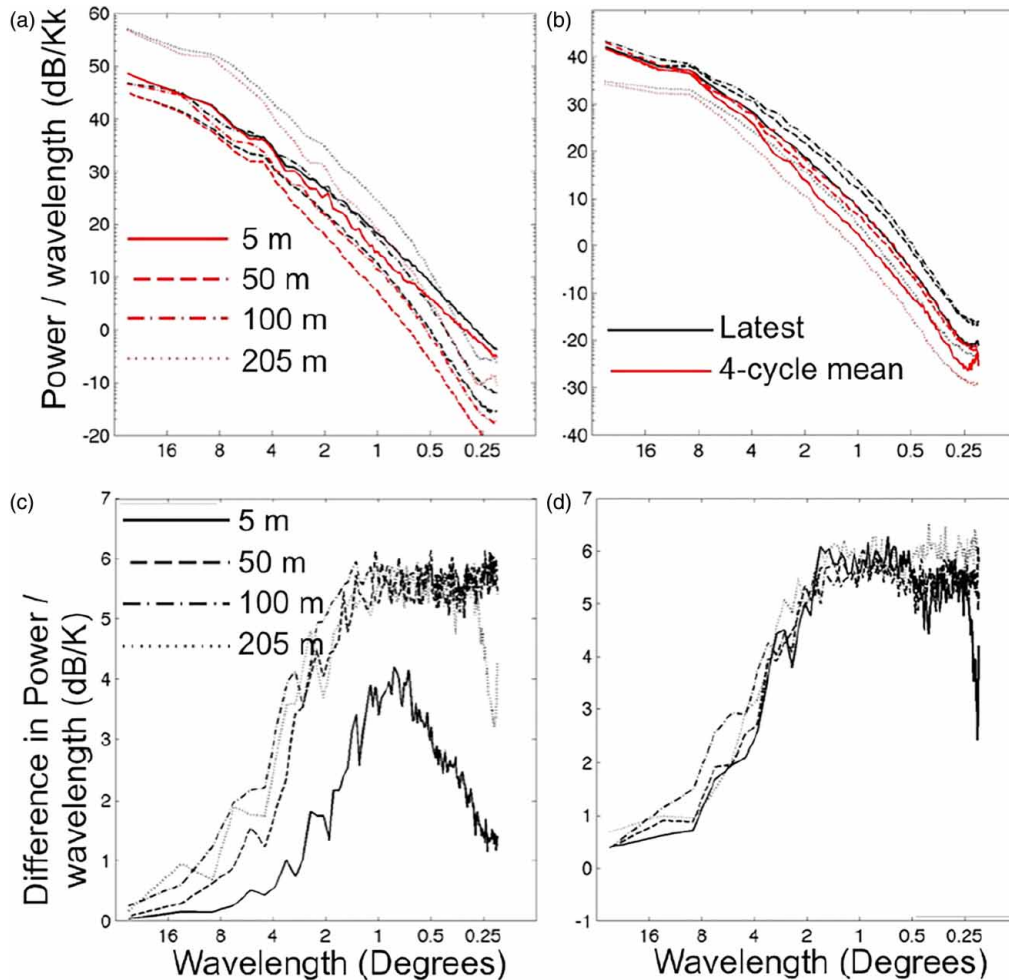 (a)
60
50
40
30
20
10
0
-10
-20
16 8 4 2 1 0.5 0.25
Power / wavelength (dB/Kk)
5 m
50 m
100 m
205 m
(b)
40
30
20
10
0
-10
-20
-30
-40
16 8 4 2 1 0.5 0.25
Latest
4-cycle mean
(c)
7
6
5
4
3
2
1
0
16 8 4 2 1 0.5 0.25
Difference in Power /
wavelength (dB/K)
5 m
50 m
100 m
205 m
Wavelength (Degrees)
(d)
7
6
5
4
3
2
1
0
-1
16 8 4 2 1 0.5 0.25
Wavelength (Degrees)